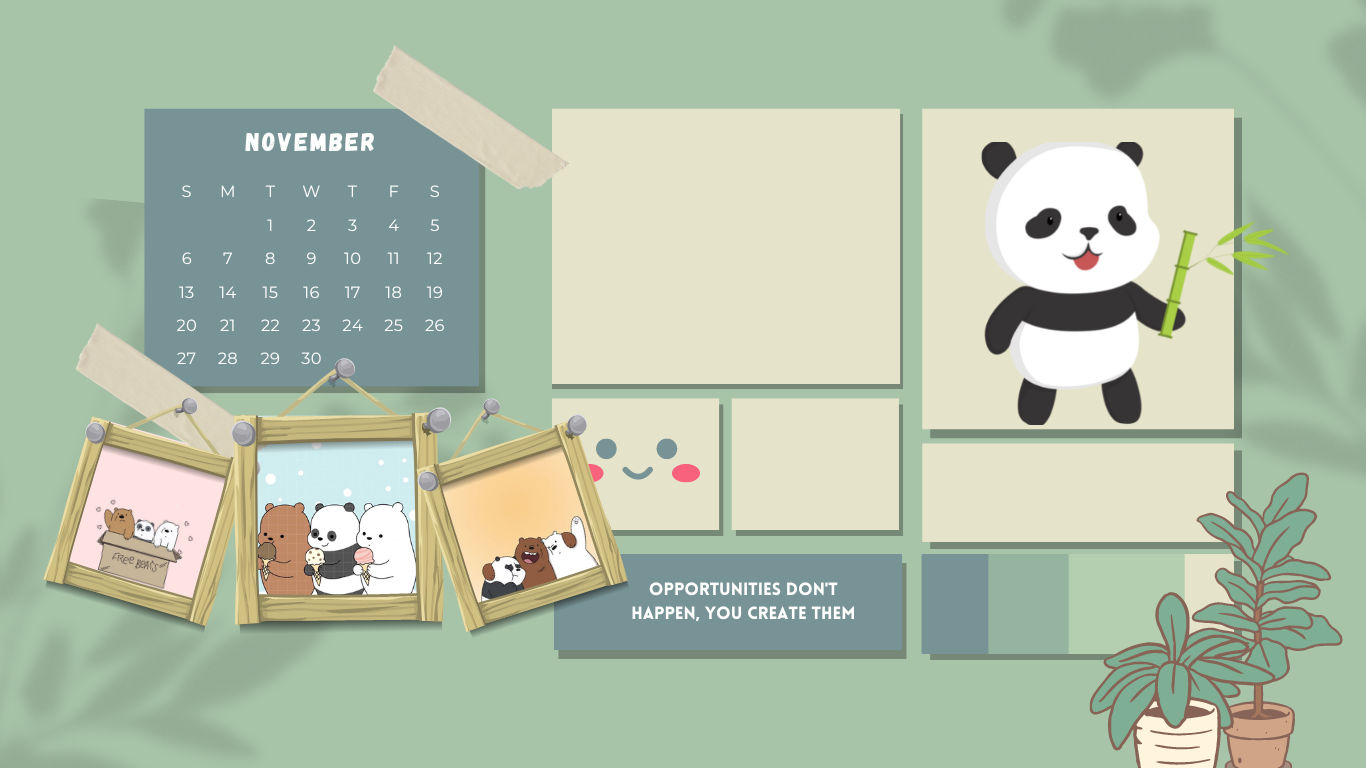 NOVEMBER
S M T W T F S
1 2 3 4 5
6 7 8 9 10 11 12
13 14 15 16 17 18 19
20 21 22 23 24 25 26
27 28 29 30
FREE BEARS
OPPORTUNITIES DON'T
HAPPEN, YOU CREATE THEM